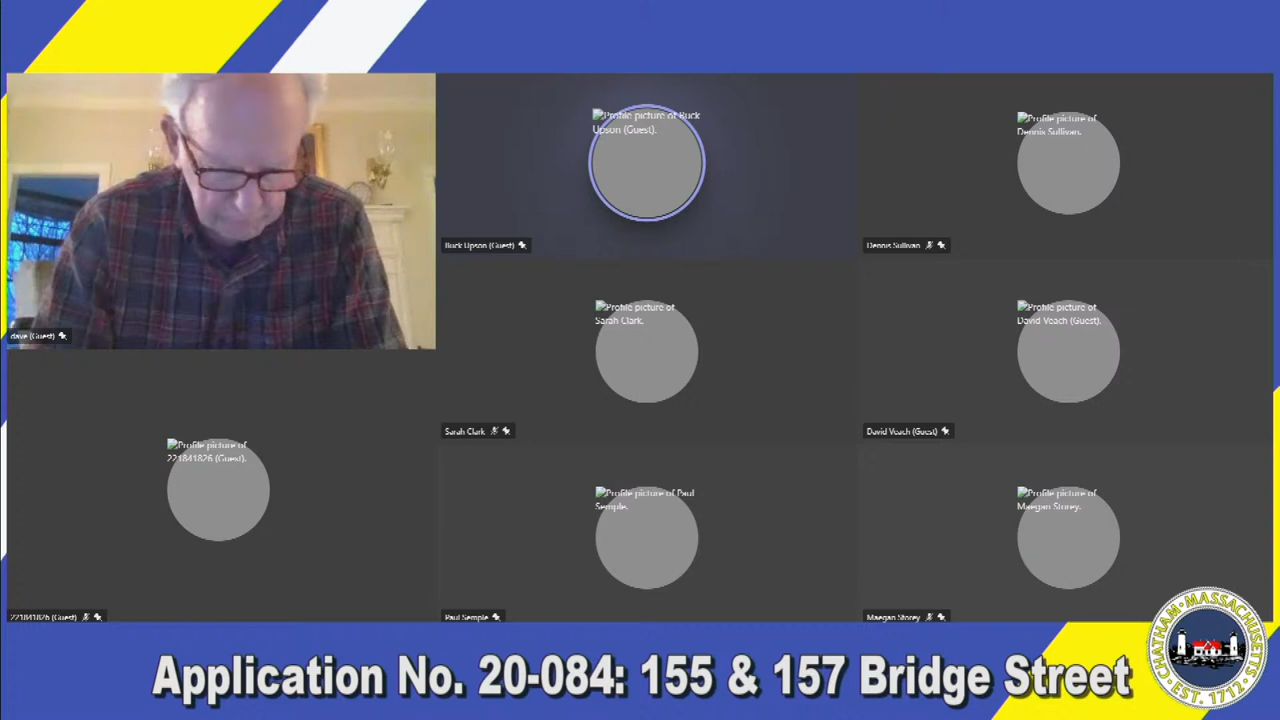 Profile picture of Buck
Upson (Guest).
Profile picture of
Dennis Sullivan.
Buck Upson (Guest)
Dennis Sullivan
dave (Guest)
Profile picture of
Sarah Clark.
Profile picture of
David Veach (Guest).
Sarah Clark
David Veach (Guest)
Profile picture of
221841826 (Guest).
Profile picture of Paul
Semple.
Profile picture of
Maegan Storey.
221841826 (Guest)
Paul Semple
Maegan Storey
Application No. 20-084: 155 & 157 Bridge Street
CHATHAM • MASSACHUSETTS
EST. 1712